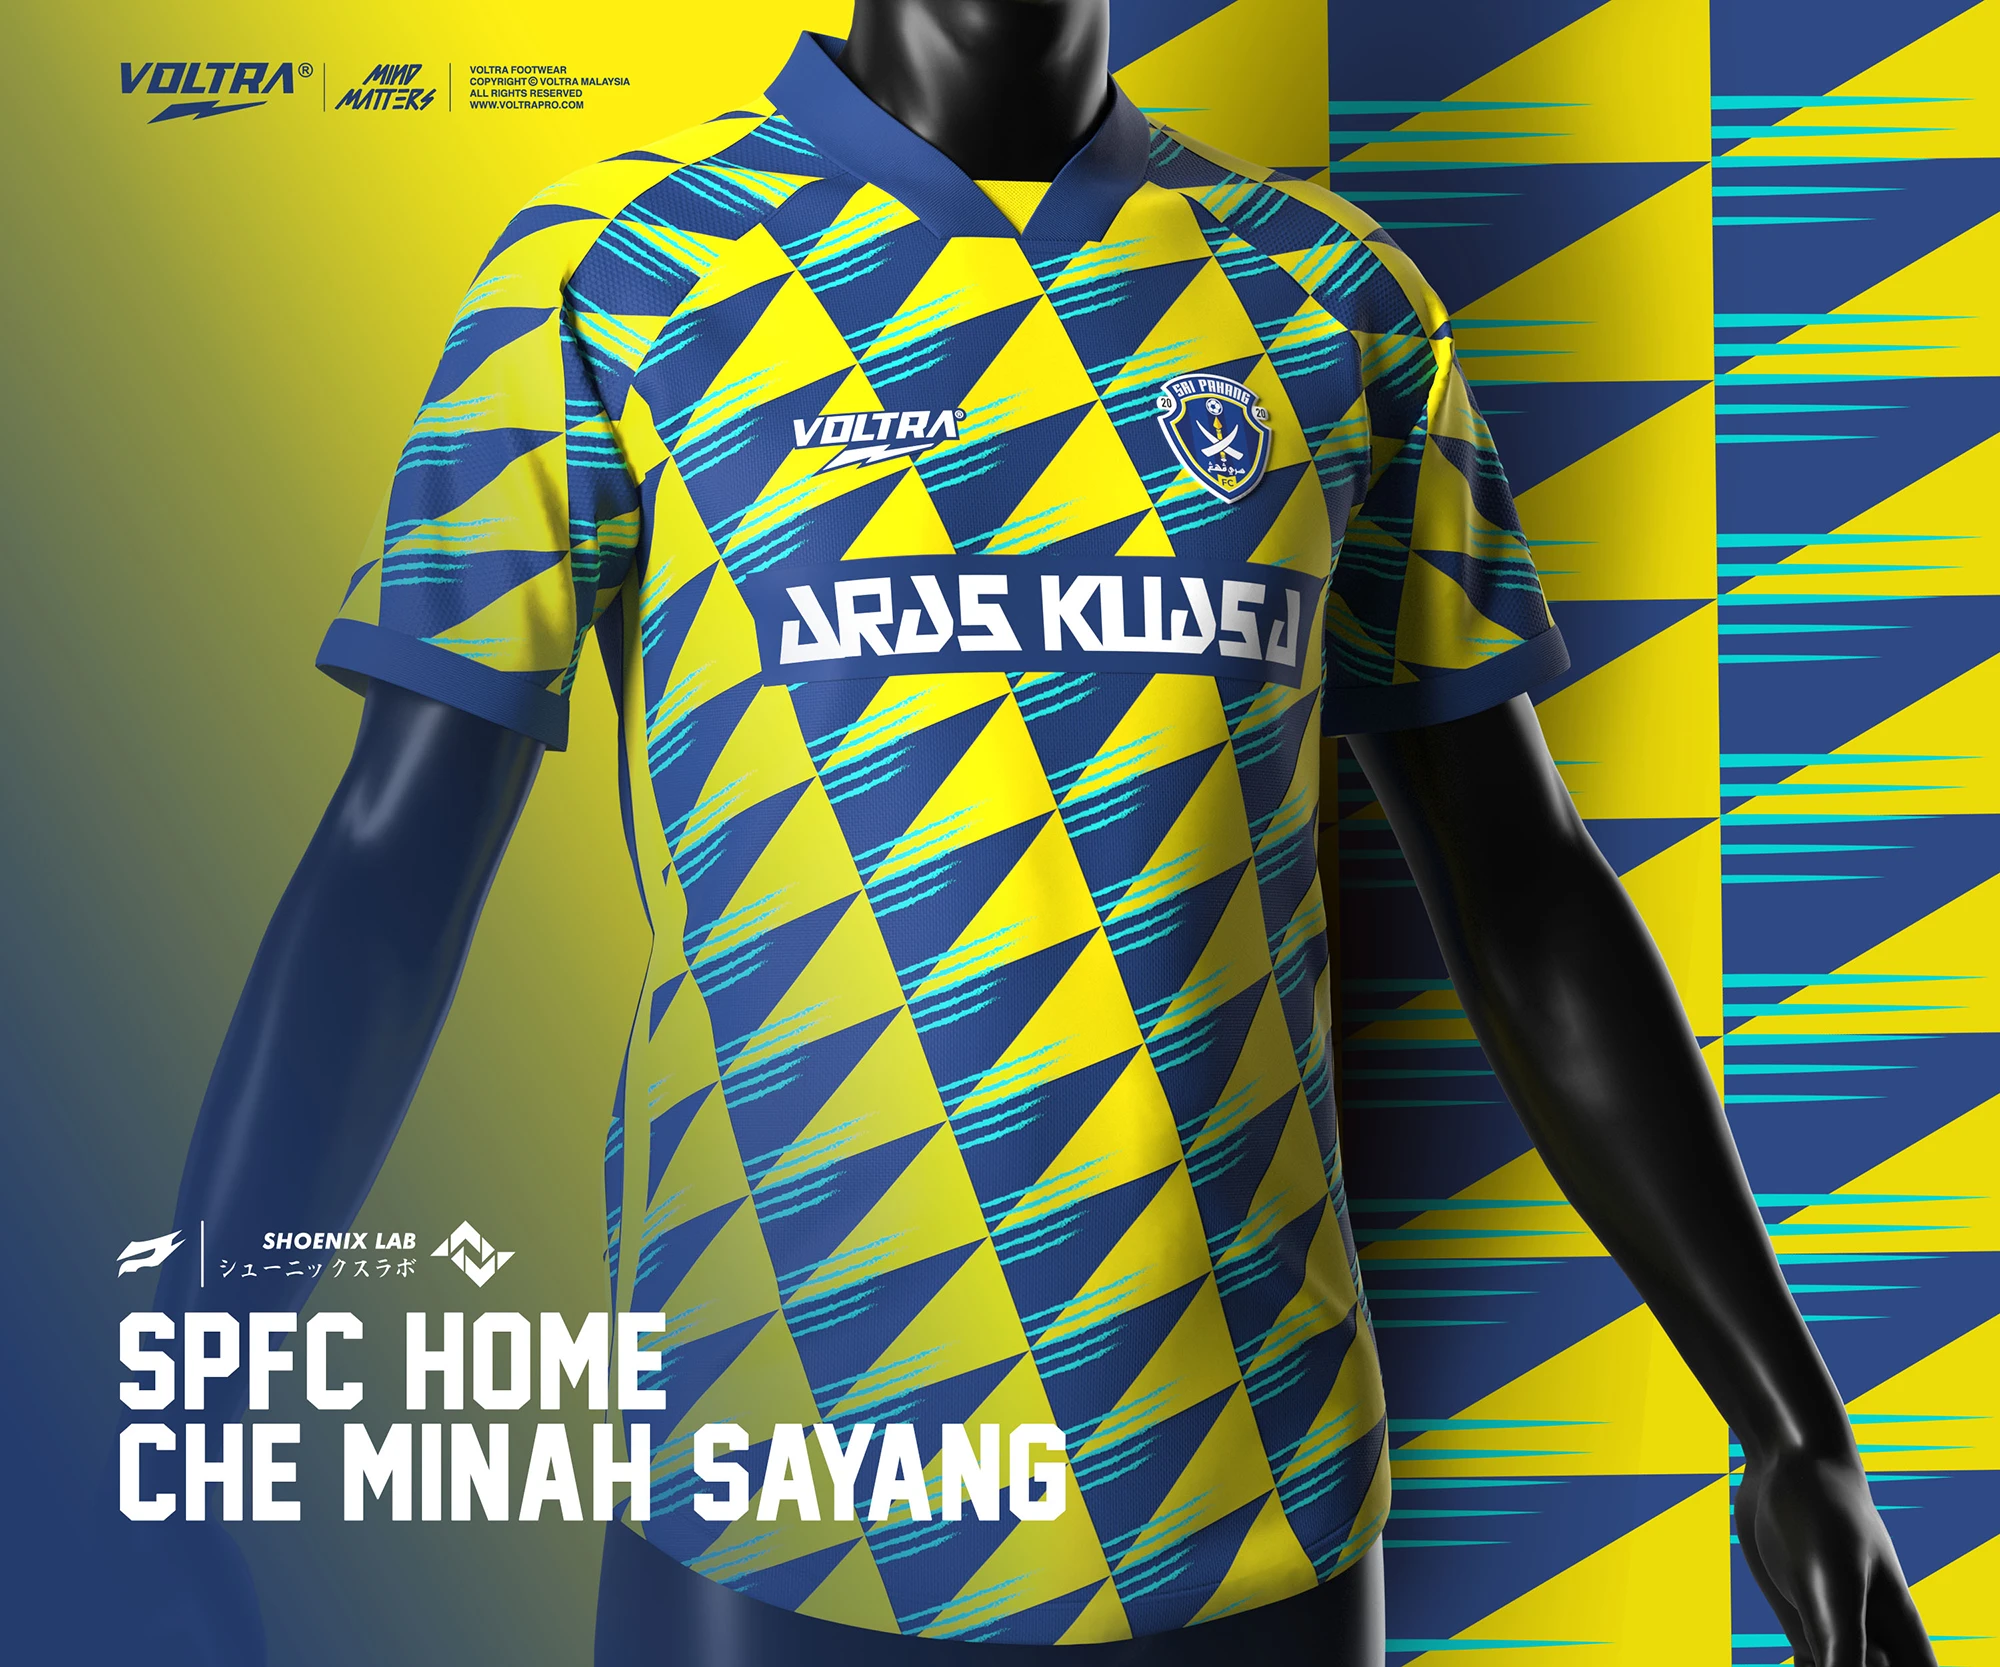 VOLTRA®
MIND
MATTERS
VOLTRA FOOTWEAR
COPYRIGHT © VOLTRA MALAYSIA
ALL RIGHTS RESERVED
WWW.VOLTRAPRO.COM
VOLTRA®
SRI PAHANG
20 20
سري ڤهڠ
FC
ARAS KUASA
SHOENIX LAB
シューニックスラボ
SPFC HOME
CHE MINAH SAYANG